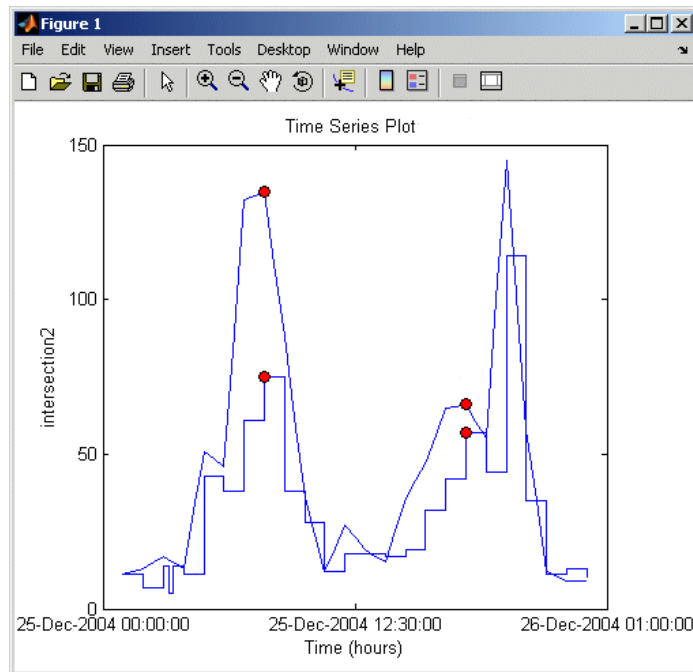 Figure 1
File Edit View Insert Tools Desktop Window Help
Time Series Plot
150
100
50
0
intersection2
25-Dec-2004 00:00:00 25-Dec-2004 12:30:00 26-Dec-2004 01:00:00
Time (hours)